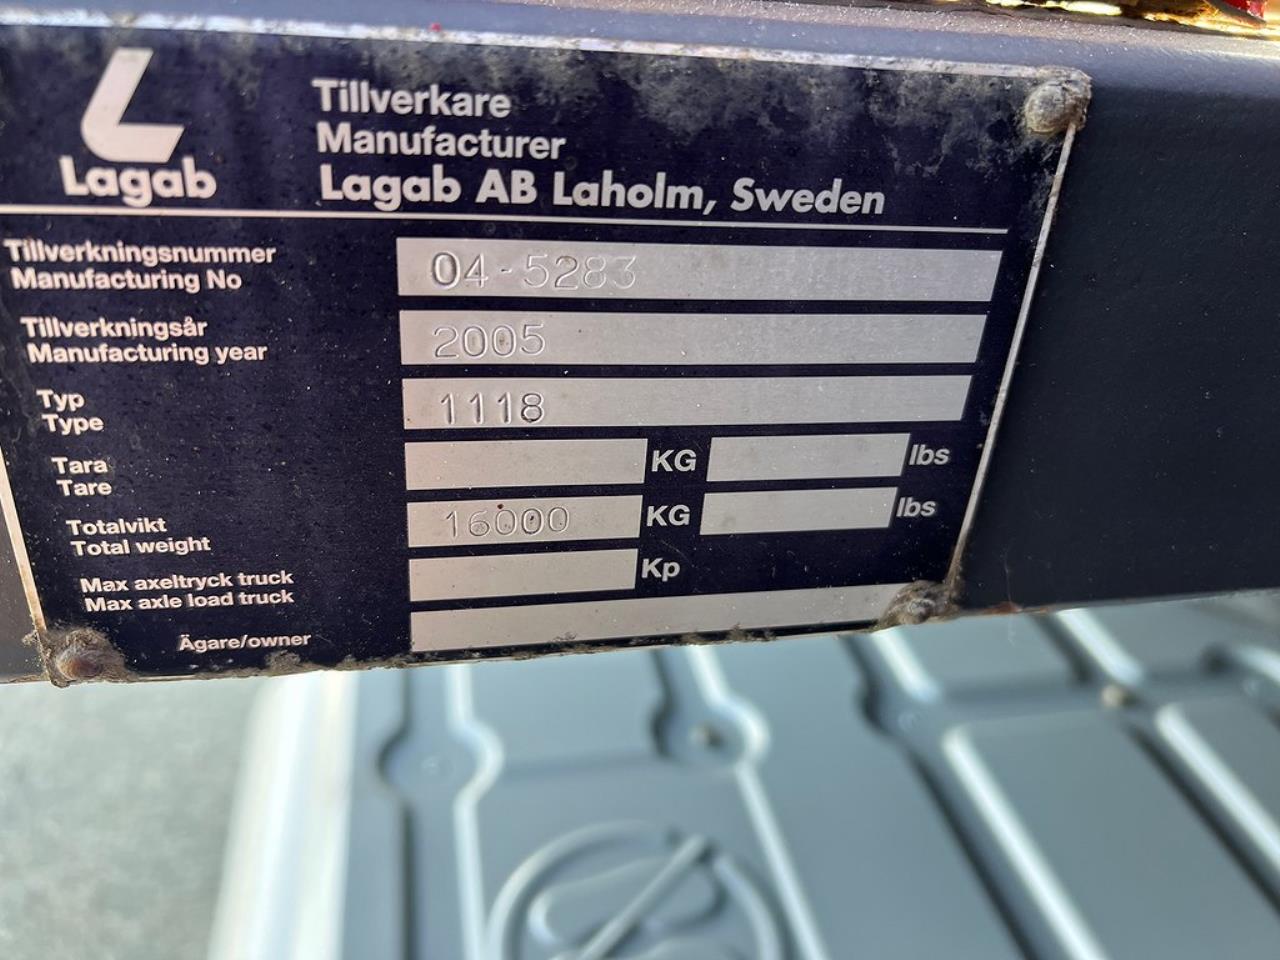 Lagab
Tillverkare
Manufacturer
Lagab AB Laholm, Sweden
Tillverkningsnummer
Manufacturing No
04-5283
Tillverkningsår
Manufacturing year
2005
Typ
Type
1118
Tara
Tare
KG
lbs
Totalvikt
Total weight
16000
KG
lbs
Max axeltryck truck
Max axle load truck
Kp
Ägare/owner